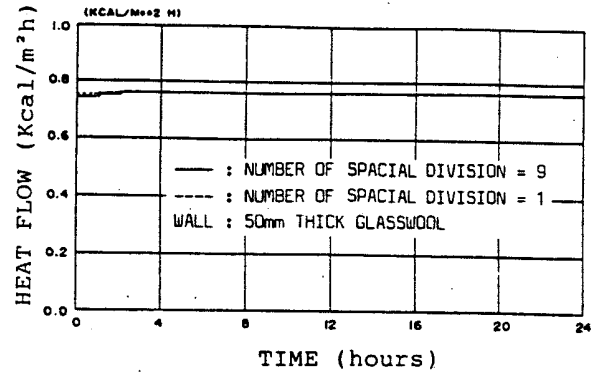 (KCAL/M**2 H)
HEAT FLOW (Kcal/m²h)
1.0
0.8
0.6
0.4
0.2
0.0
—— : NUMBER OF SPACIAL DIVISION = 9
---- : NUMBER OF SPACIAL DIVISION = 1
WALL : 50mm THICK GLASSWOOL
0 4 8 12 16 20 24
TIME (hours)